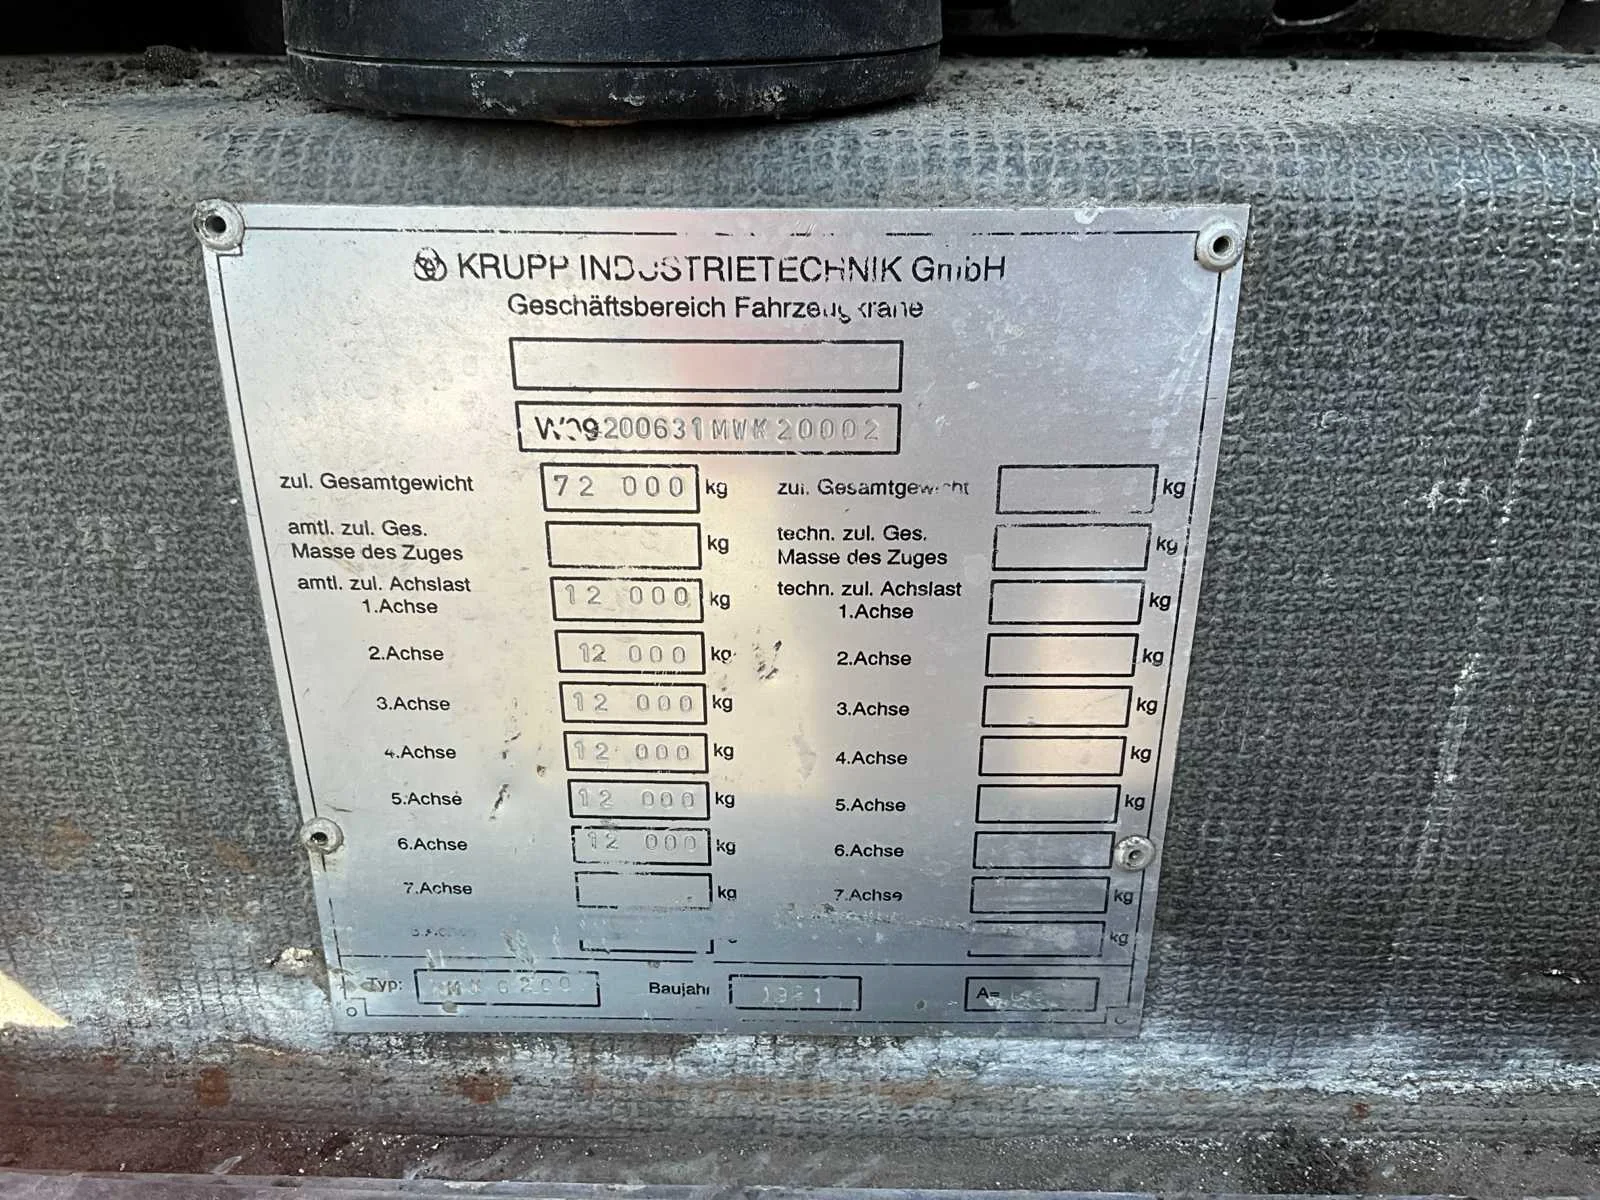 KRUPP INDUSTRIETECHNIK GmbH
Geschäftsbereich Fahrzeugkrane
W09200631MWK20002
zul. Gesamtgewicht 72 000 kg zul. Gesamtgewicht kg
amtl. zul. Ges. techn. zul. Ges.
Masse des Zuges kg Masse des Zuges kg
amtl. zul. Achslast techn. zul. Achslast
1.Achse 12 000 kg 1.Achse kg
2.Achse 12 000 kg 2.Achse kg
3.Achse 12 000 kg 3.Achse kg
4.Achse 12 000 kg 4.Achse kg
5.Achse 12 000 kg 5.Achse kg
6.Achse 12 000 kg 6.Achse
7.Achse kg 7.Achse kg
kg
Typ: Baujahr A=